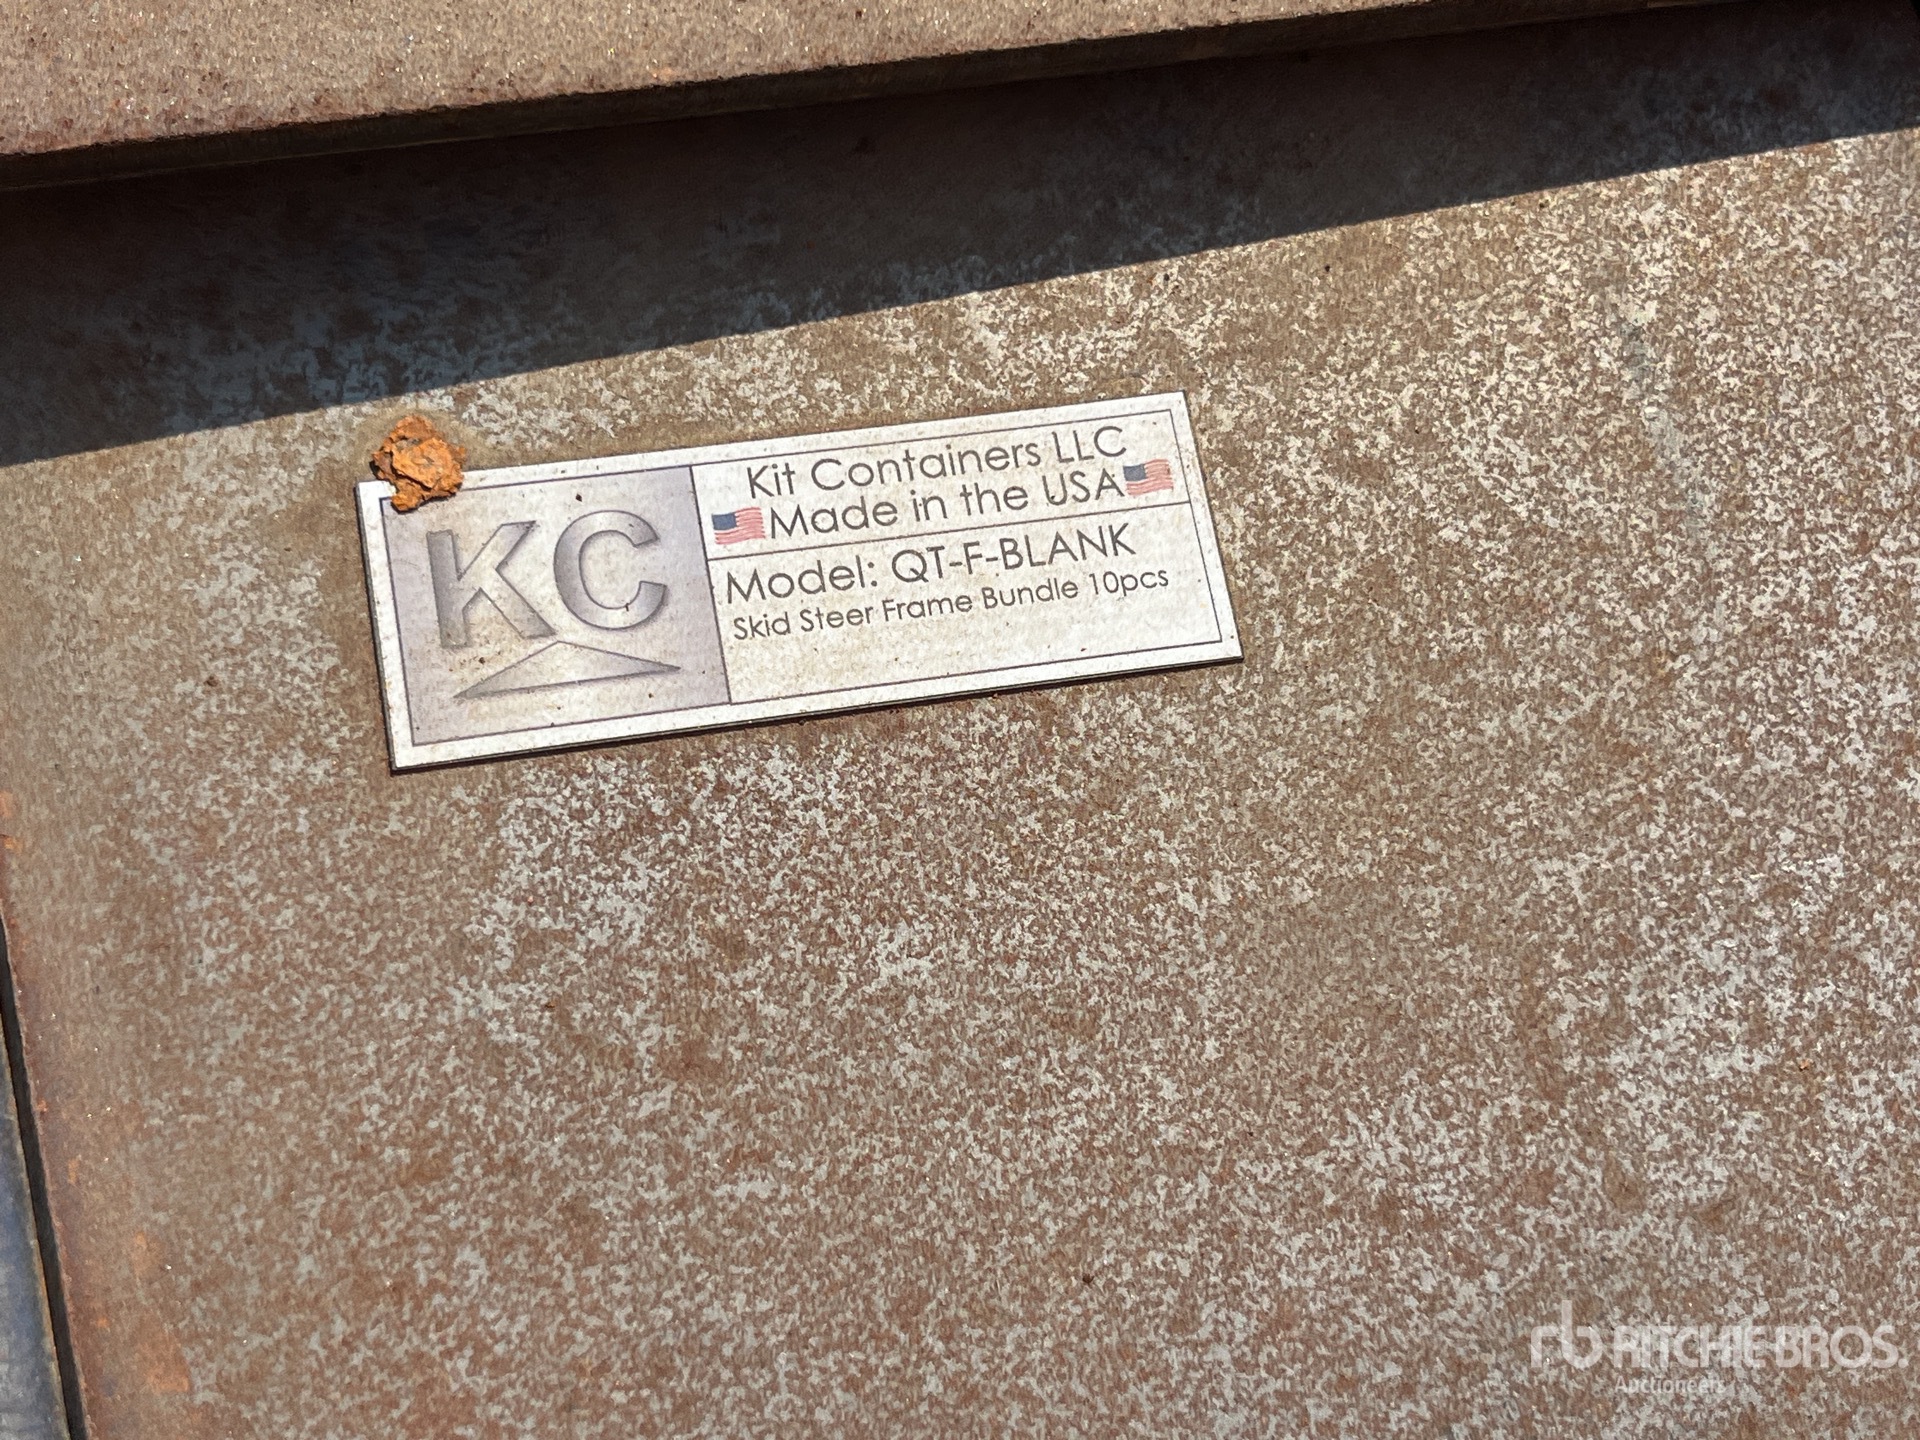 KC
Kit Containers LLC
Made in the USA
Model: QT-F-BLANK
Skid Steer Frame Bundle 10pcs
rb RITCHIE BROS.
Auctioneers